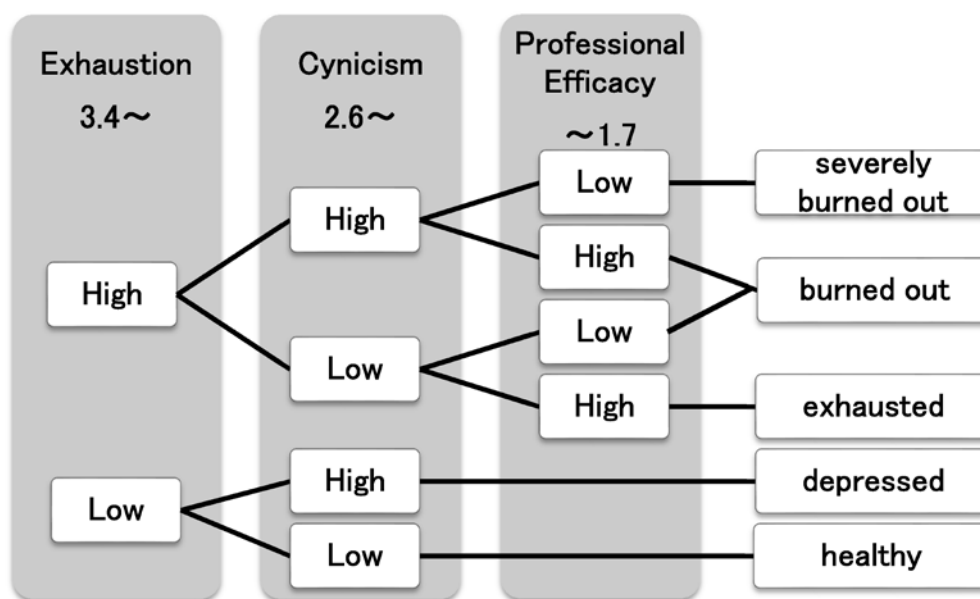 Exhaustion
3.4～
Cynicism
2.6～
Professional
Efficacy
～1.7
High
Low
High
Low
High
Low
Low
High
Low
High
severely
burned out
burned out
exhausted
depressed
healthy